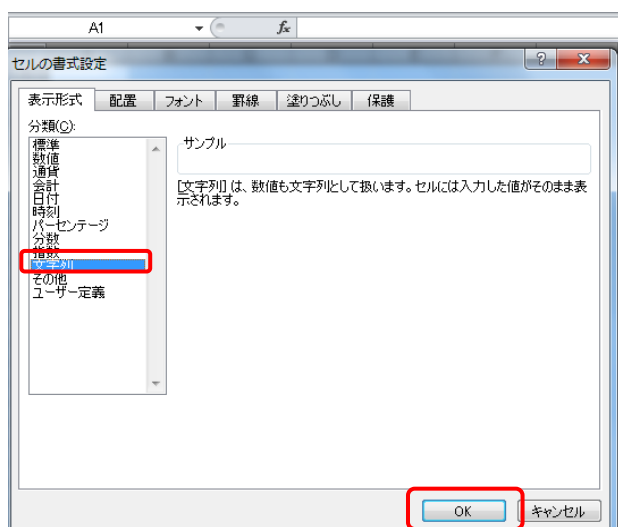 A1 fx
セルの書式設定 ?
表示形式 配置 フォント 罫線 塗りつぶし 保護
分類(C):
標準
数値
通貨
会計
日付
時刻
パーセンテージ
分数
指数
文字列
その他
ユーザー定義
サンプル
[文字列] は、数値も文字列として扱います。セルには入力した値がそのまま表
示されます。
OK キャンセル